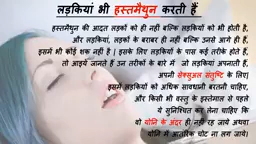 लड़कियां भी हस्तमैथुन करती हैं
हस्तमैथुन की आदत लड़कों को ही नहीं बल्कि लड़कियों को भी होती है,
और लड़कियां, लड़कों के बराबर ही नहीं बल्कि उनसे आगे ही हैं,
इसमें भी कोई शक नहीं है | इसके लिए लड़कियों के पास कई तरीके होते हैं,
तो आइये जानते हैं उन तरीकों के बारे में जो लड़कियां अपनाती हैं,
अपनी सेक्सुअल संतुष्टि के लिए|
इसमें लड़कियों को अधिक सावधानी बरतनी चाहिए,
और किसी भी वस्तु के इस्तेमाल से पहले
ये सुनिश्चित कर लेना चाहिए कि
वो योनि के अंदर ही नहीं रह जाये अथवा
योनि में आतंरिक चोट ना लग जाये|